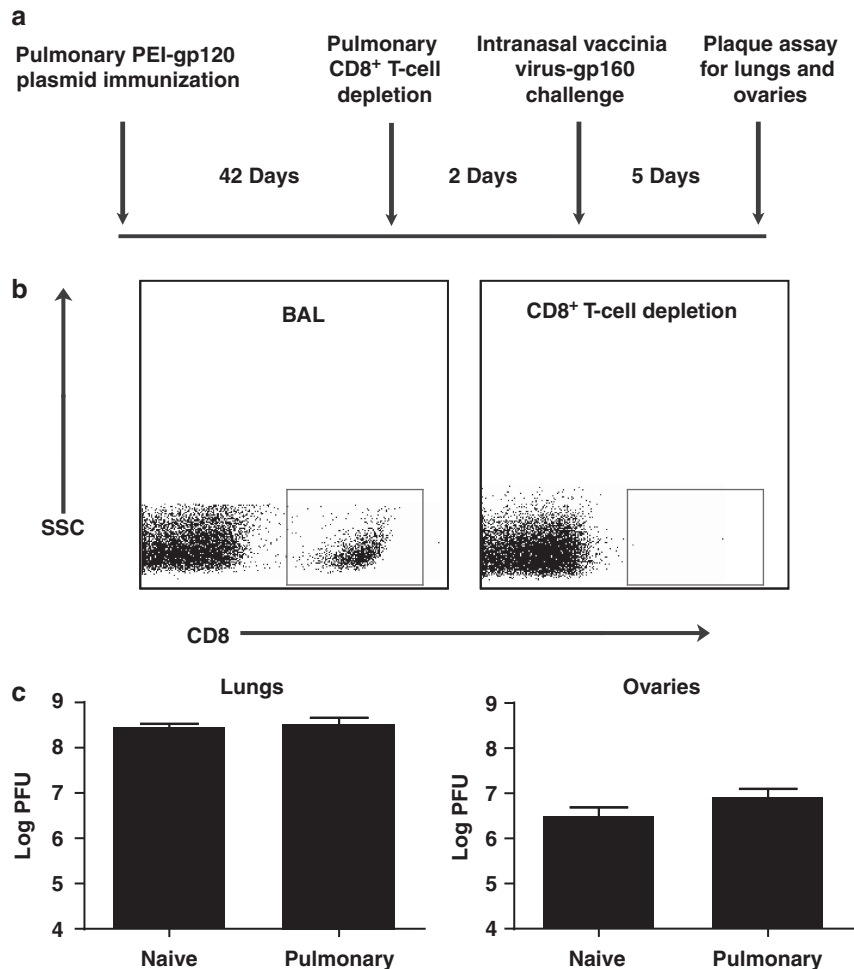 a
Pulmonary PEI-gp120
plasmid immunization
Pulmonary
CD8+ T-cell
depletion
Intranasal vaccinia
virus-gp160
challenge
Plaque assay
for lungs and
ovaries
42 Days
2 Days
5 Days
b
BAL
CD8+ T-cell depletion
SSC
CD8
c
Lungs
Log PFU
9
8
7
6
5
4
Naive
Pulmonary
Ovaries
Log PFU
9
8
7
6
5
4
Naive
Pulmonary